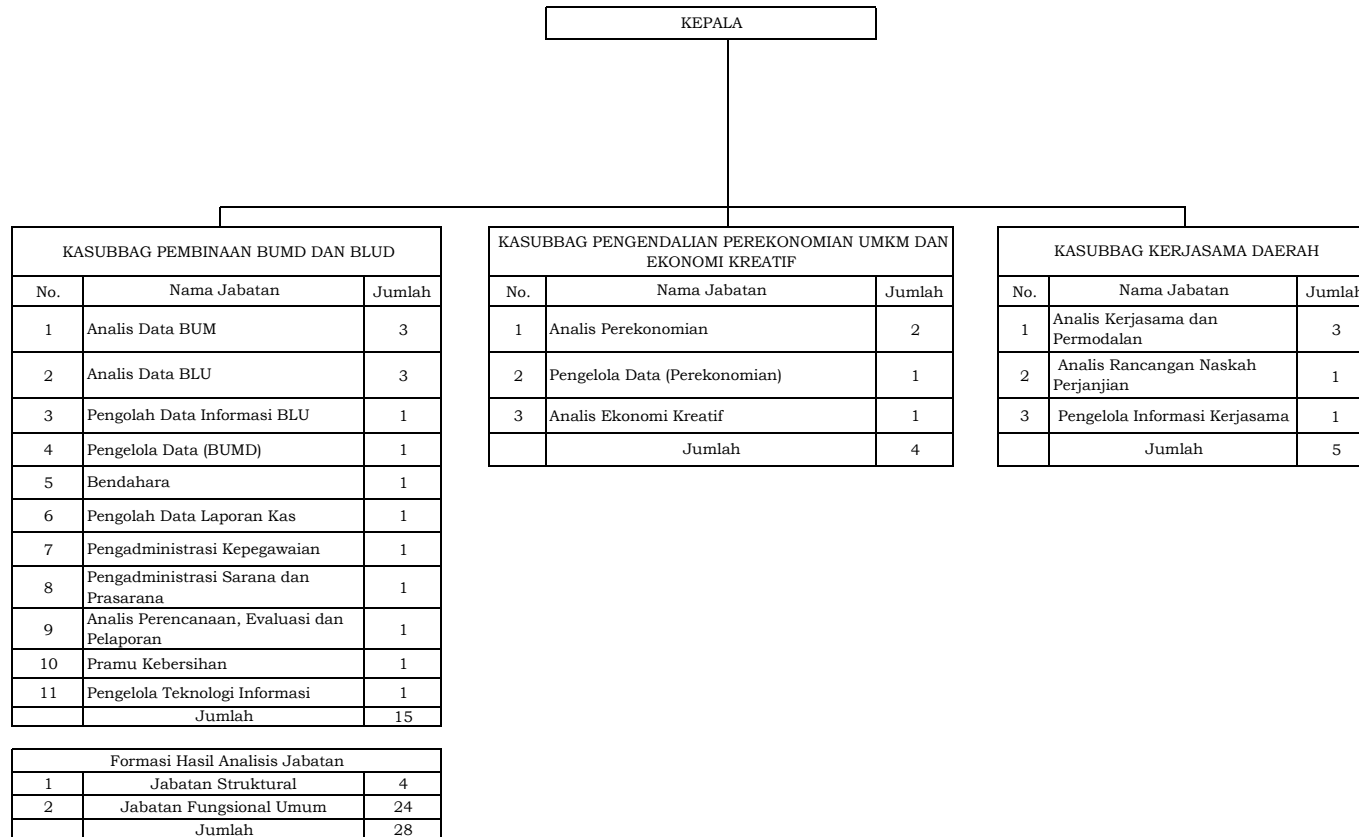 KEPALA
KASUBBAG PEMBINAAN BUMD DAN BLUD
No. Nama Jabatan Jumlah
1 Analis Data BUM 3
2 Analis Data BLU 3
3 Pengolah Data Informasi BLU 1
4 Pengelola Data (BUMD) 1
5 Bendahara 1
6 Pengolah Data Laporan Kas 1
7 Pengadministrasi Kepegawaian 1
8 Pengadministrasi Sarana dan
Prasarana 1
9 Analis Perencanaan, Evaluasi dan
Pelaporan 1
10 Pramu Kebersihan 1
11 Pengelola Teknologi Informasi 1
Jumlah 15
KASUBBAG PENGENDALIAN PEREKONOMIAN UMKM DAN
EKONOMI KREATIF
No. Nama Jabatan Jumlah
1 Analis Perekonomian 2
2 Pengelola Data (Perekonomian) 1
3 Analis Ekonomi Kreatif 1
Jumlah 4
KASUBBAG KERJASAMA DAERAH
No. Nama Jabatan Jumlah
1 Analis Kerjasama dan
Permodalan 3
2 Analis Rancangan Naskah
Perjanjian 1
3 Pengelola Informasi Kerjasama 1
Jumlah 5
Formasi Hasil Analisis Jabatan
1 Jabatan Struktural 4
2 Jabatan Fungsional Umum 24
Jumlah 28